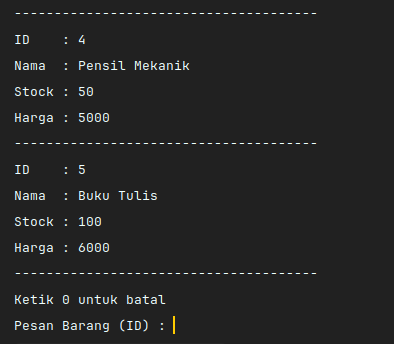 --------------------------------------
ID    : 4
Nama  : Pensil Mekanik
Stock : 50
Harga : 5000
--------------------------------------
ID    : 5
Nama  : Buku Tulis
Stock : 100
Harga : 6000
--------------------------------------
Ketik 0 untuk batal
Pesan Barang (ID) :